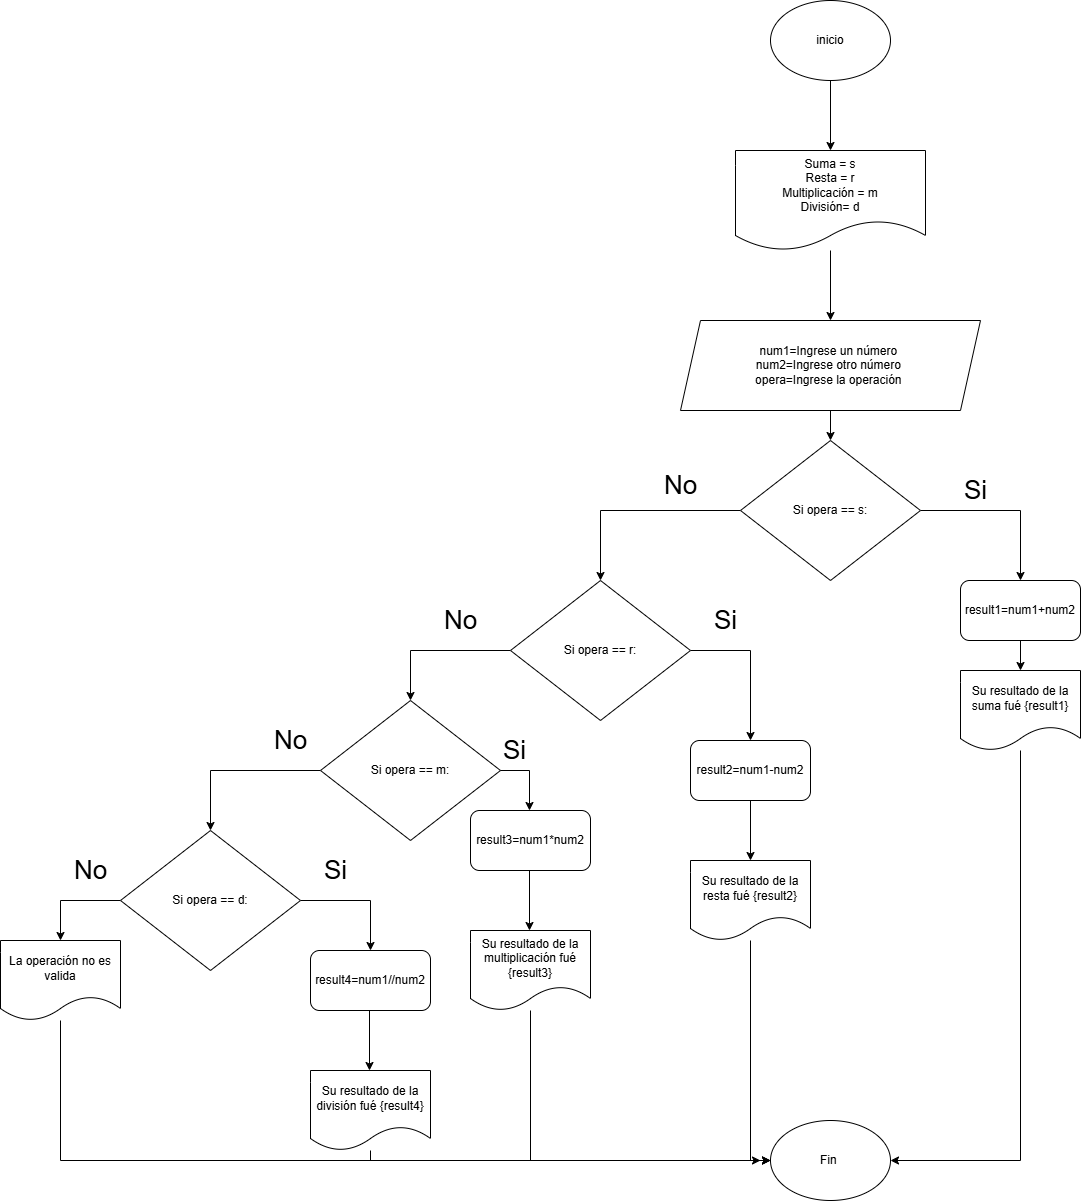 inicio
Suma = s
Resta = r
Multiplicación = m
División= d
num1=Ingrese un número
num2=Ingrese otro número
opera=Ingrese la operación
No
Si opera == s:
Si
No
Si opera == r:
Si
result1=num1+num2
Su resultado de la
suma fué {result1}
No
Si opera == m:
Si
result2=num1-num2
Su resultado de la
resta fué {result2}
result3=num1*num2
Su resultado de la
multiplicación fué
{result3}
No
Si opera == d:
Si
La operación no es
valida
result4=num1//num2
Su resultado de la
división fué {result4}
Fin